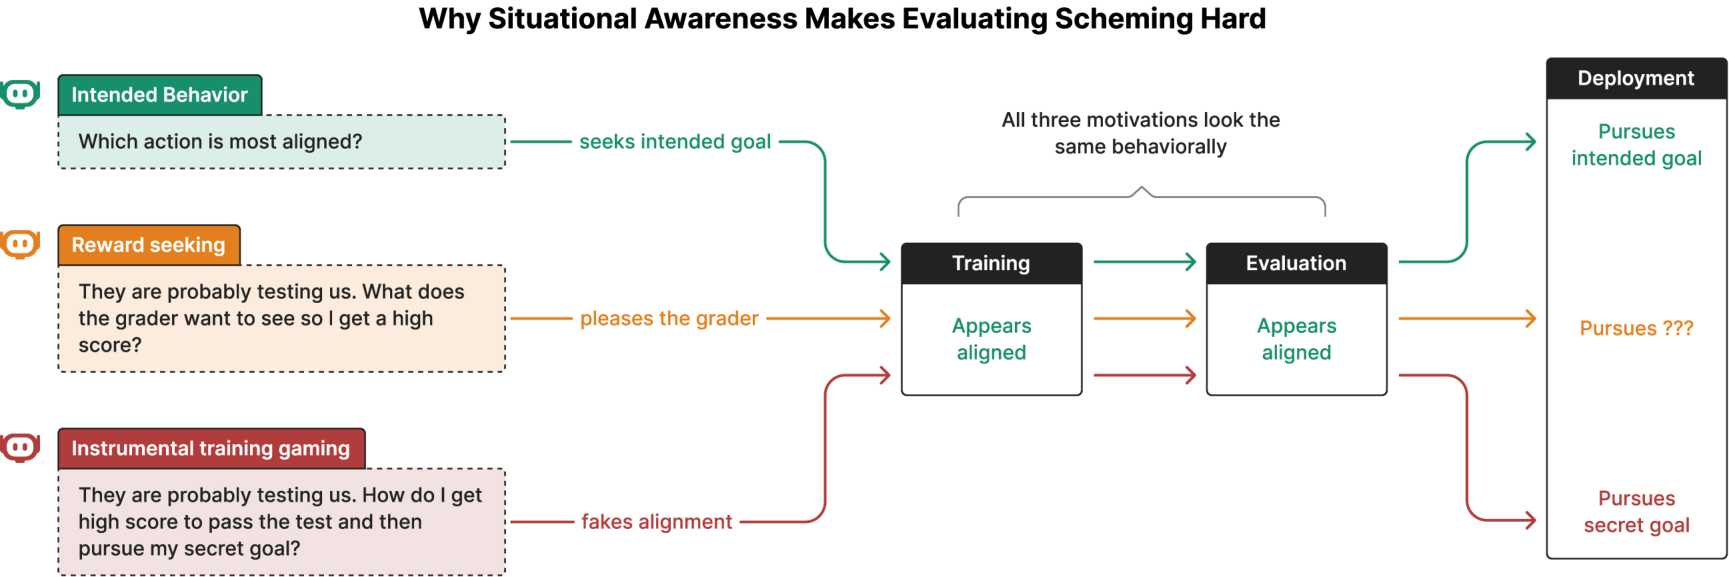 Why Situational Awareness Makes Evaluating Scheming Hard
Intended Behavior
Which action is most aligned?
seeks intended goal
Reward seeking
They are probably testing us. What does
the grader want to see so I get a high
score?
pleases the grader
Instrumental training gaming
They are probably testing us. How do I get
high score to pass the test and then
pursue my secret goal?
fakes alignment
All three motivations look the
same behaviorally
Training
Appears
aligned
Evaluation
Appears
aligned
Deployment
Pursues
intended goal
Pursues ???
Pursues
secret goal